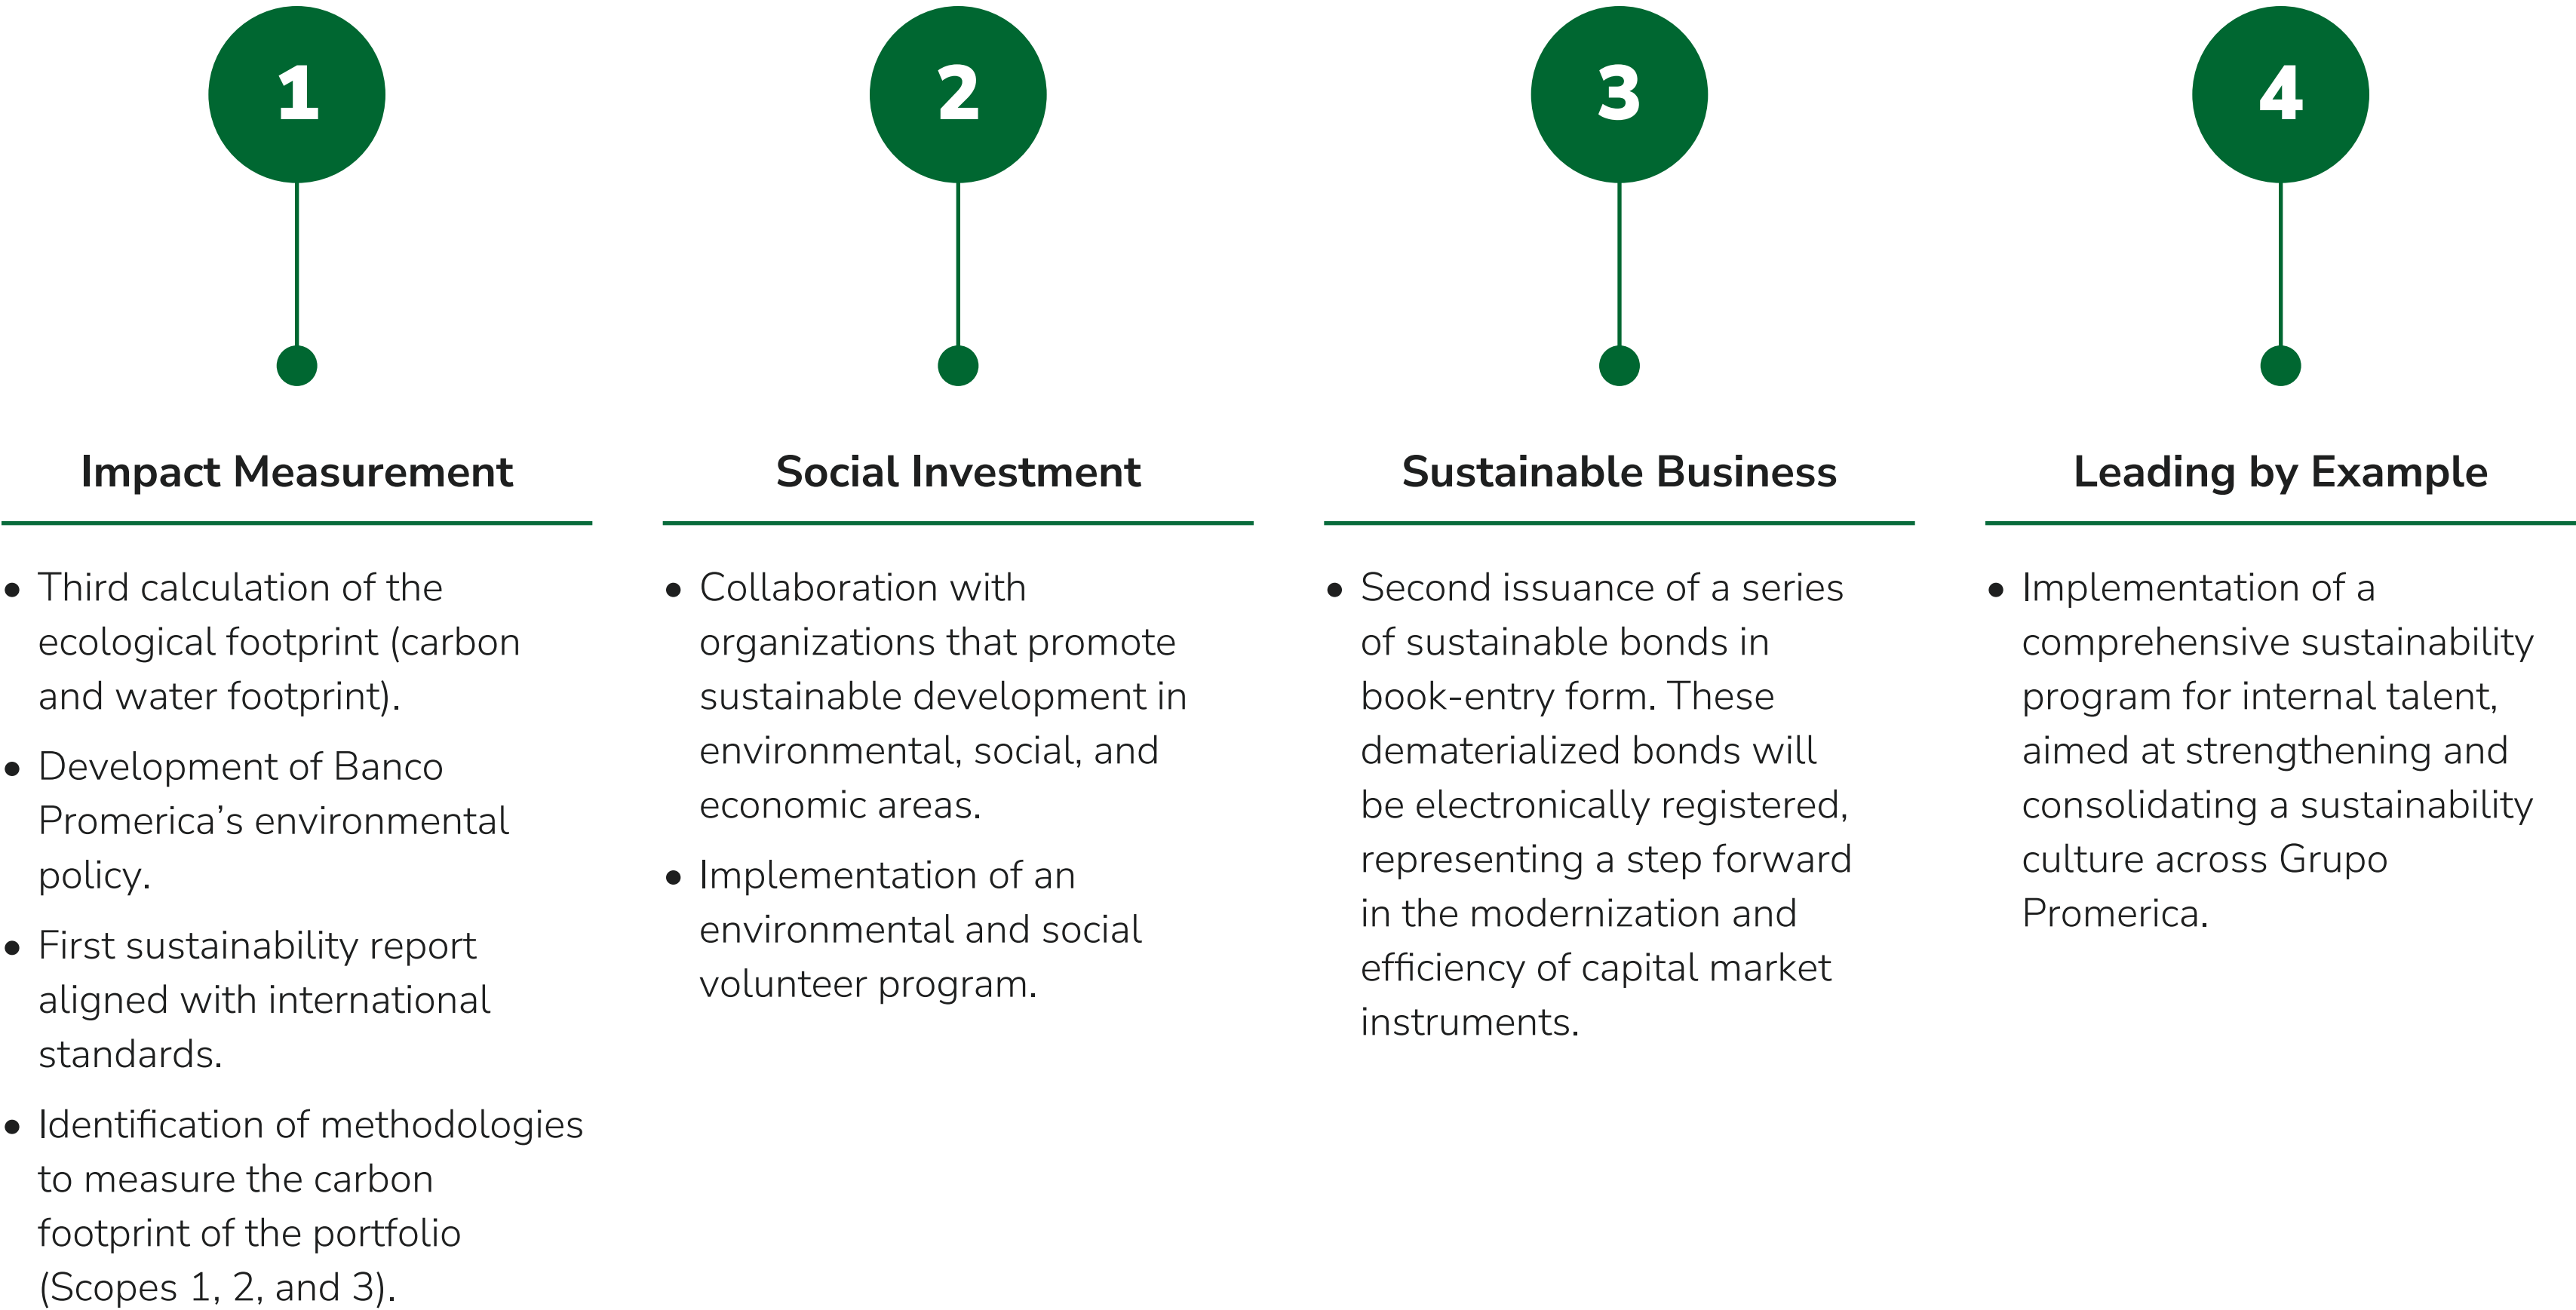 1
Impact Measurement
• Third calculation of the
ecological footprint (carbon
and water footprint).
• Development of Banco
Promerica’s environmental
policy.
• First sustainability report
aligned with international
standards.
• Identification of methodologies
to measure the carbon
footprint of the portfolio
(Scopes 1, 2, and 3).
2
Social Investment
• Collaboration with
organizations that promote
sustainable development in
environmental, social, and
economic areas.
• Implementation of an
environmental and social
volunteer program.
3
Sustainable Business
• Second issuance of a series
of sustainable bonds in
book-entry form. These
dematerialized bonds will
be electronically registered,
representing a step forward
in the modernization and
efficiency of capital market
instruments.
4
Leading by Example
• Implementation of a
comprehensive sustainability
program for internal talent,
aimed at strengthening and
consolidating a sustainability
culture across Grupo
Promerica.